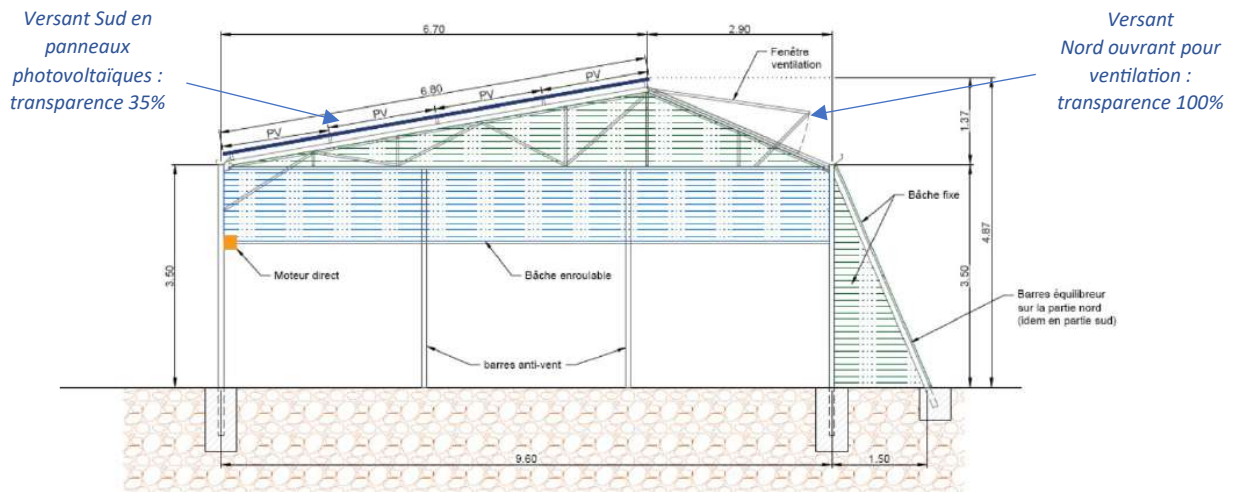 Versant Sud en
panneaux
photovoltaïques :
transparence 35%
Versant
Nord ouvrant pour
ventilation :
transparence 100%
6.70
2.90
Fenêtre
ventilation
6.80
PV
PV
PV
PV
1.37
3.50
4.87
3.50
Bâche fixe
Moteur direct
Bâche enroulable
Barres équilibreur
sur la partie nord
(idem en partie sud)
barres anti-vent
9.60
1.50